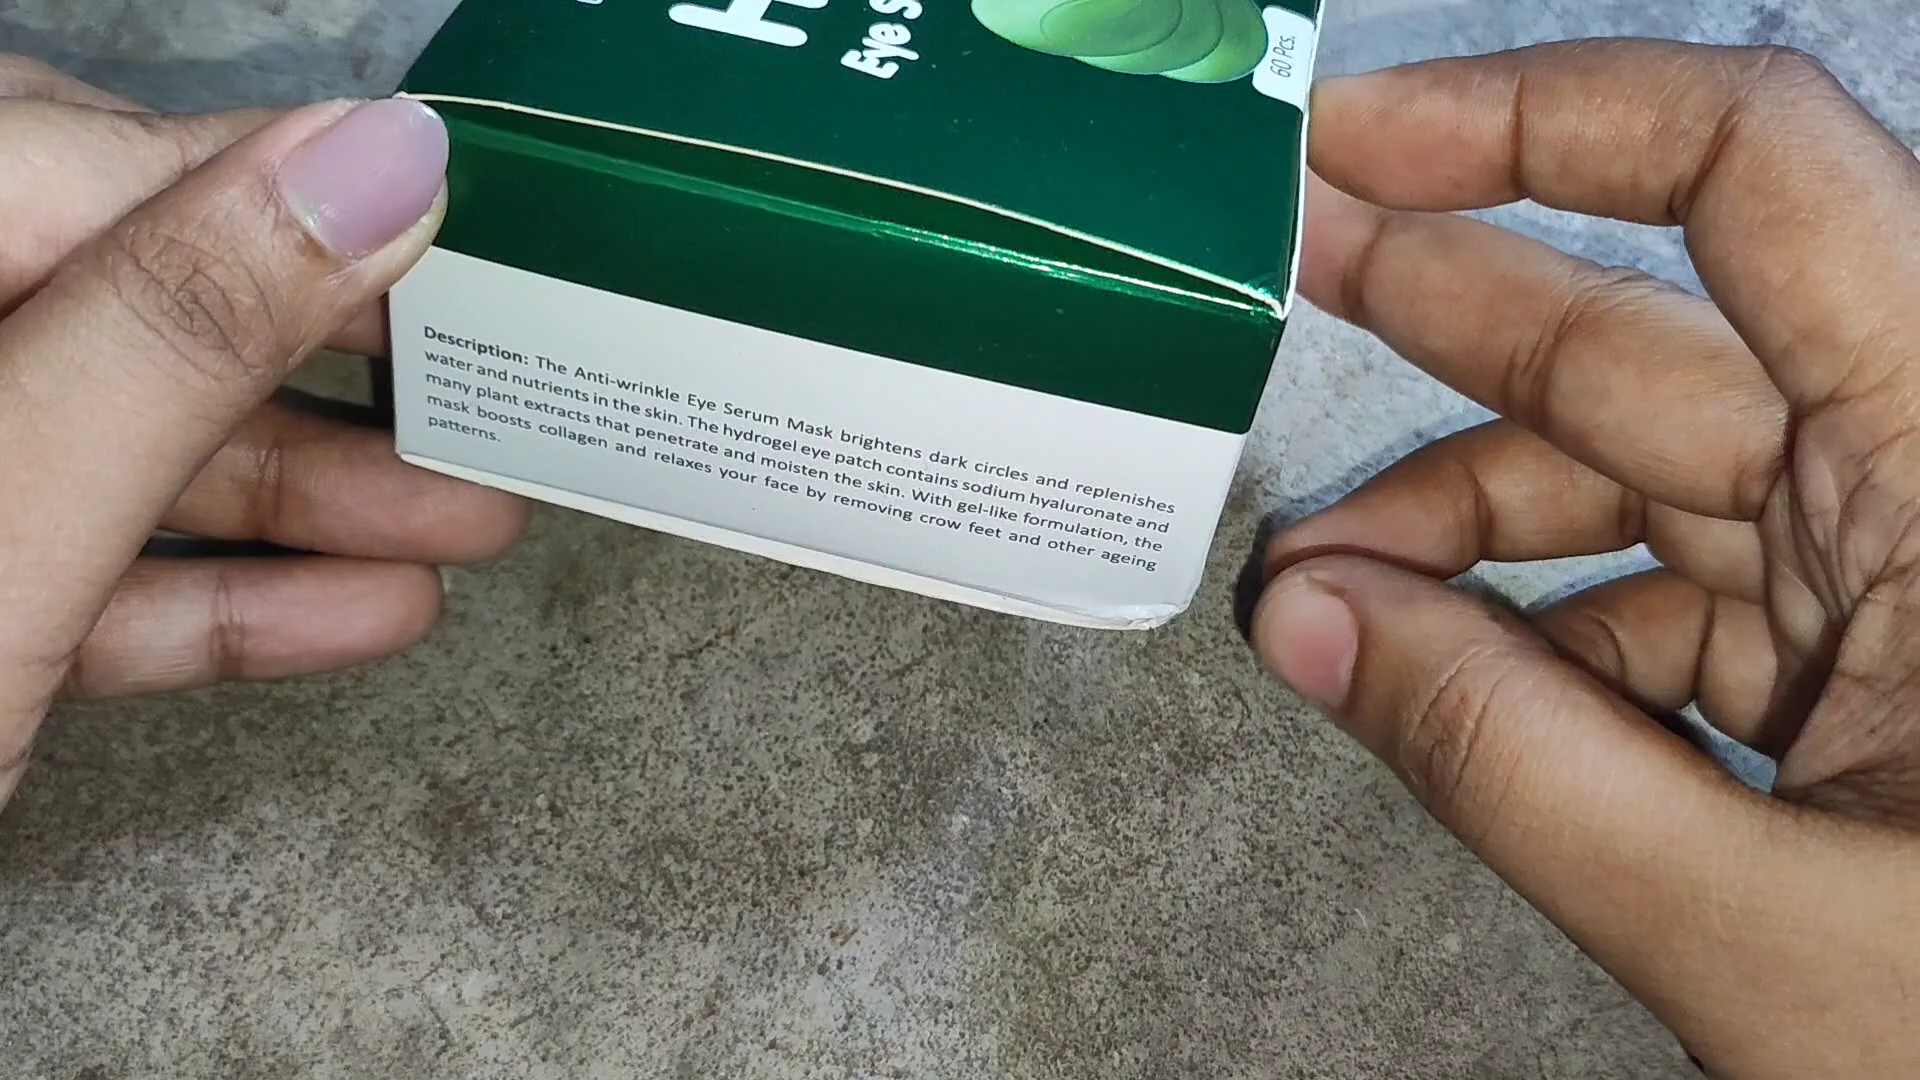 60 Pcs.
Description: The Anti-wrinkle Eye Serum Mask brightens dark circles and replenishes
water and nutrients in the skin. The hydrogel eye patch contains sodium hyaluronate and
many plant extracts that penetrate and moisten the skin. With gel-like formulation, the
mask boosts collagen and relaxes your face by removing crow feet and other ageing
patterns.